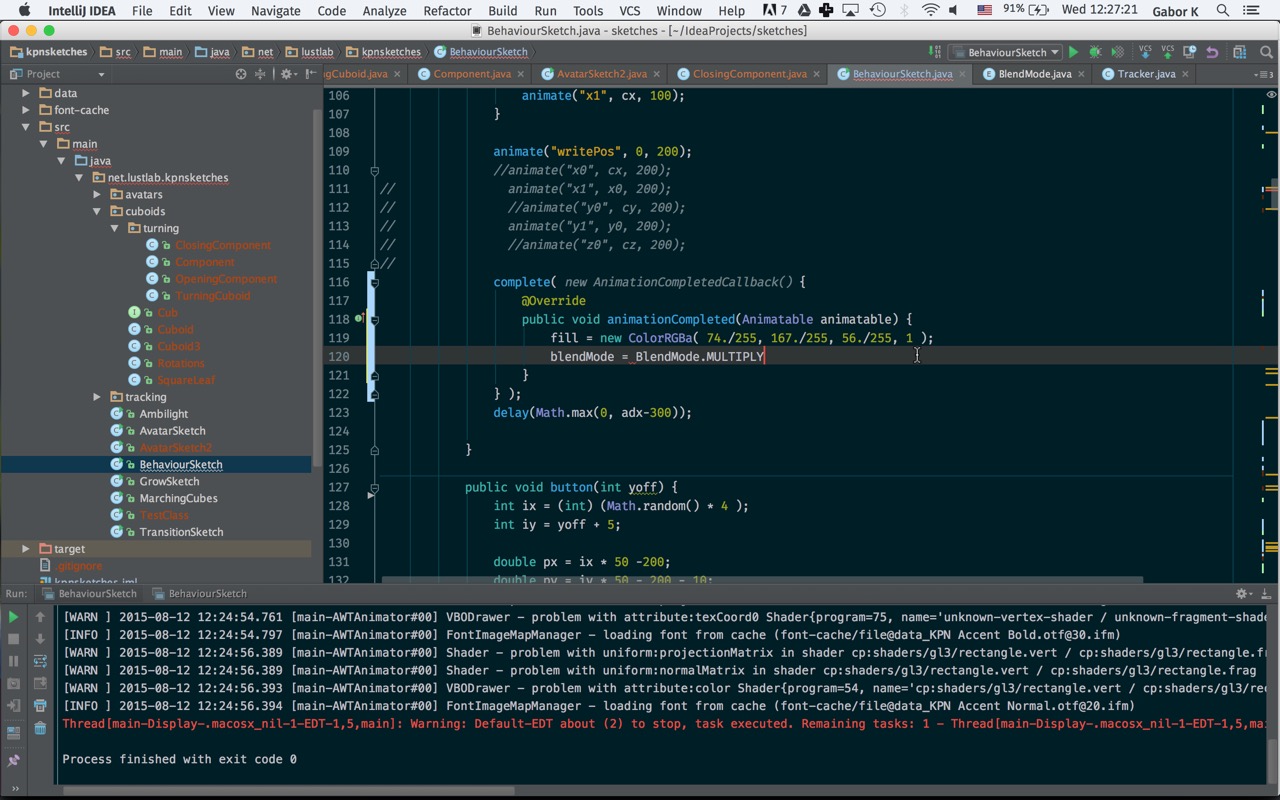 IntelliJ IDEA File Edit View Navigate Code Analyze Refactor Build Run Tools VCS Window Help 7 91% Wed 12:27:21 Gabor K
BehaviourSketch.java - sketches - [~/IdeaProjects/sketches]
kpnsketches src main java net lustlab kpnsketches BehaviourSketch BehaviourSketch VCS VCS
Project
gCuboid.java Component.java AvatarSketch2.java ClosingComponent.java BehaviourSketch.java BlendMode.java Tracker.java
data
font-cache
src
main
java
net.lustlab.kpnsketches
avatars
cuboids
turning
ClosingComponent
Component
OpeningComponent
TurningCuboid
Cub
Cuboid
Cuboid3
Rotations
SquareLeaf
tracking
Ambilight
AvatarSketch
AvatarSketch2
BehaviourSketch
GrowSketch
MarchingCubes
TestClass
TransitionSketch
target
.gitignore
kpnsketches.iml
106 animate("x1", cx, 100);
107 }
108
109 animate("writePos", 0, 200);
110 //animate("x0", cx, 200);
111 // animate("x1", x0, 200);
112 // //animate("y0", cy, 200);
113 // animate("y1", y0, 200);
114 // //animate("z0", cz, 200);
115 //
116 complete( new AnimationCompletedCallback() {
117 @Override
118 public void animationCompleted(Animatable animatable) {
119 fill = new ColorRGBa( 74./255, 167./255, 56./255, 1 );
120 blendMode = BlendMode.MULTIPLY
121 }
122 } );
123 delay(Math.max(0, adx-300));
124
125 }
126
127 public void button(int yoff) {
128 int ix = (int) (Math.random() * 4 );
129 int iy = yoff + 5;
130
131 double px = ix * 50 -200;
132 double py = iy * 50 - 200 - 10;
Run: BehaviourSketch BehaviourSketch
[WARN ] 2015-08-12 12:24:54.761 [main-AWTAnimator#00] VBODrawer - problem with attribute:texCoord0 Shader{program=75, name='unknown-vertex-shader / unknown-fragment-shade
[INFO ] 2015-08-12 12:24:54.797 [main-AWTAnimator#00] FontImageMapManager - loading font from cache (font-cache/file@data_KPN Accent Bold.otf@30.ifm)
[WARN ] 2015-08-12 12:24:56.389 [main-AWTAnimator#00] Shader - problem with uniform:projectionMatrix in shader cp:shaders/gl3/rectangle.vert / cp:shaders/gl3/rectangle.fr
[WARN ] 2015-08-12 12:24:56.389 [main-AWTAnimator#00] Shader - problem with uniform:normalMatrix in shader cp:shaders/gl3/rectangle.vert / cp:shaders/gl3/rectangle.frag
[WARN ] 2015-08-12 12:24:56.393 [main-AWTAnimator#00] VBODrawer - problem with attribute:color Shader{program=54, name='cp:shaders/gl3/rectangle.vert / cp:shaders/gl3/rec
[INFO ] 2015-08-12 12:24:56.394 [main-AWTAnimator#00] FontImageMapManager - loading font from cache (font-cache/file@data_KPN Accent Normal.otf@20.ifm)
Thread[main-Display-.macosx_nil-1-EDT-1,5,main]: Warning: Default-EDT about (2) to stop, task executed. Remaining tasks: 1 - Thread[main-Display-.macosx_nil-1-EDT-1,5,ma
Process finished with exit code 0